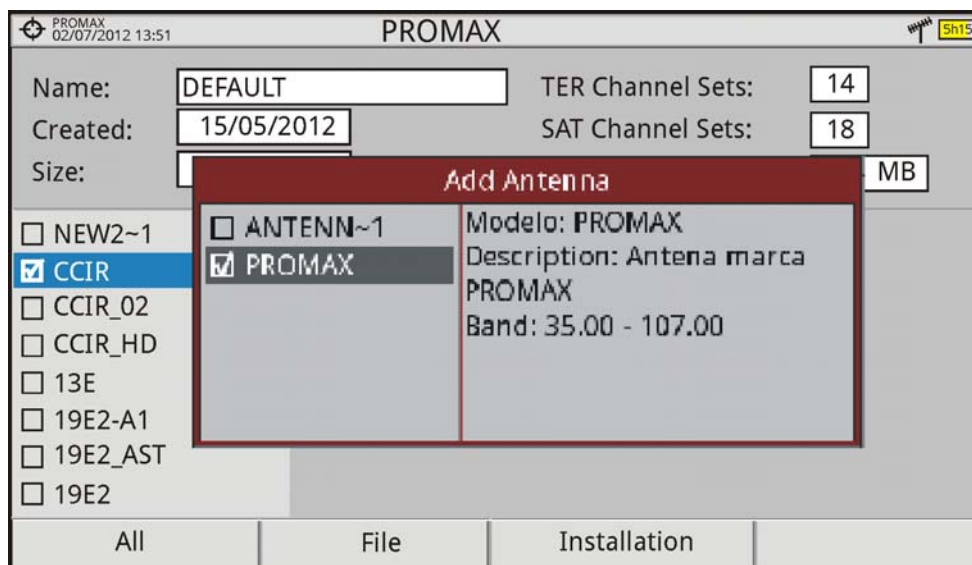 PROMAX
02/07/2012 13:51
PROMAX
5h15
Name:
DEFAULT
TER Channel Sets:
14
Created:
15/05/2012
SAT Channel Sets:
18
Size:
MB
Add Antenna
NEW2~1
CCIR
CCIR_02
CCIR_HD
13E
19E2-A1
19E2_AST
19E2
ANTENN~1
PROMAX
Modelo: PROMAX
Description: Antena marca
PROMAX
Band: 35.00 - 107.00
All
File
Installation